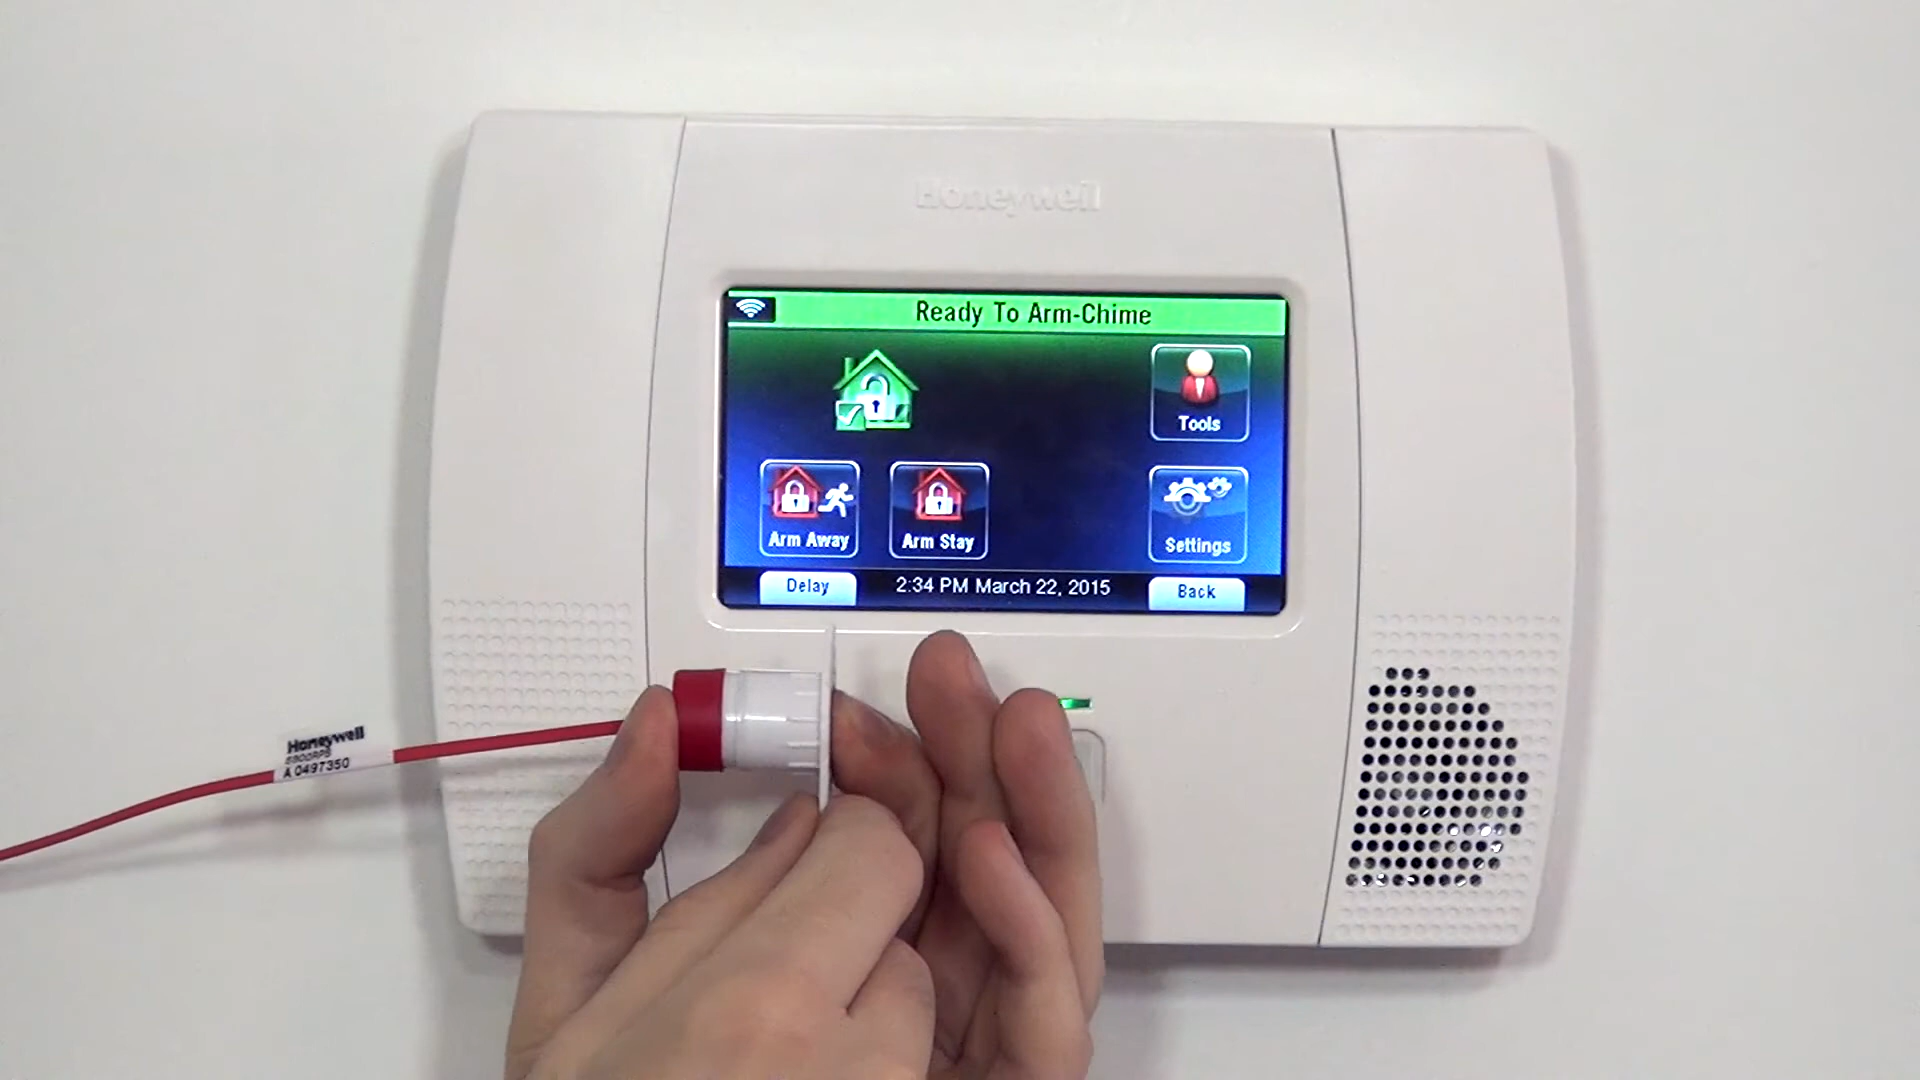 Honeywell
Ready To Arm-Chime
Tools
Arm Away
Arm Stay
Settings
Delay
2:34 PM March 22, 2015
Back
Honeywell
5800RPS
A 0497350